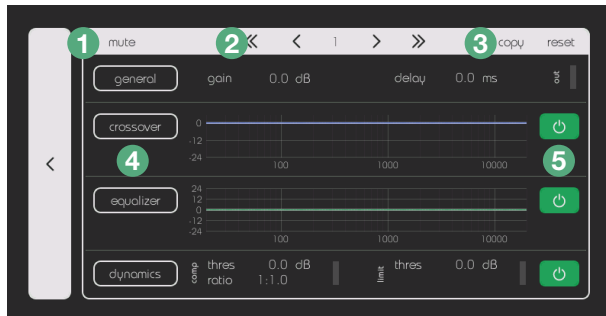 1 mute 2 « < 1 > » 3 copy reset
general gain 0.0 dB delay 0.0 ms out
crossover 0
-12
-24
100 1000 10000
4 5
<
equalizer 24
12
0
-12
-24
100 1000 10000
dynamics comp thres 0.0 dB limit thres 0.0 dB
ratio 1:1.0